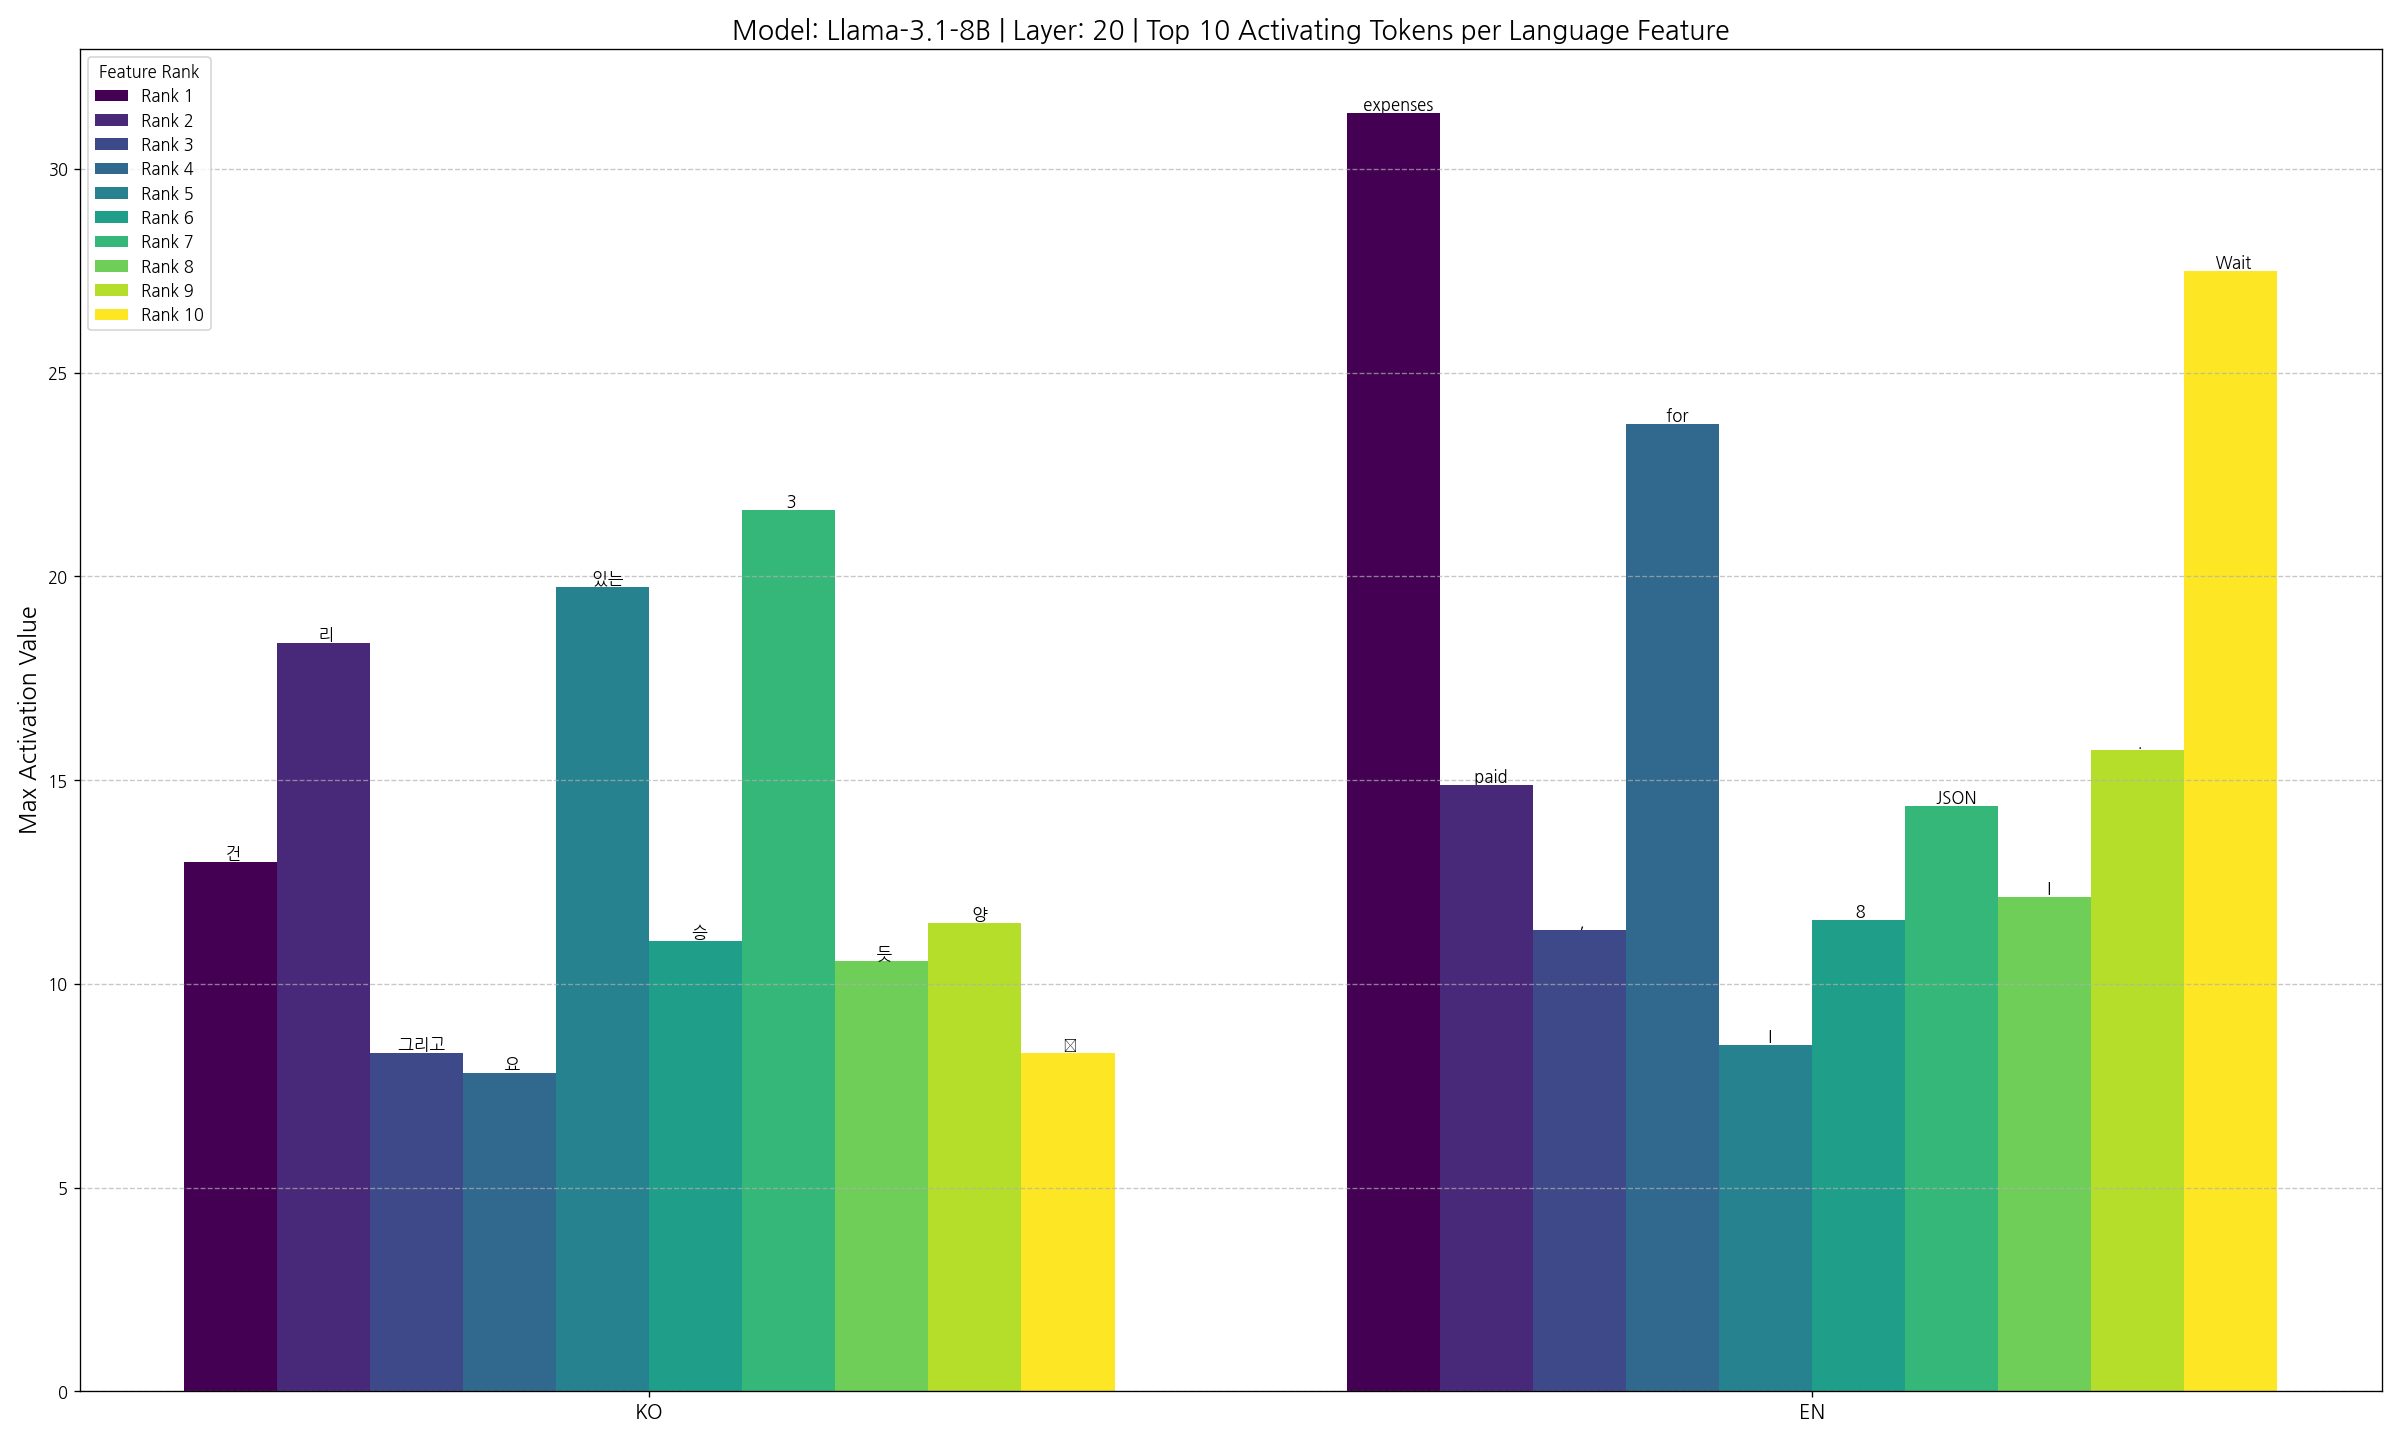 Model: Llama-3.1-8B | Layer: 20 | Top 10 Activating Tokens per Language Feature
Feature Rank
Rank 1
Rank 2
Rank 3
Rank 4
Rank 5
Rank 6
Rank 7
Rank 8
Rank 9
Rank 10
Max Activation Value
30
25
20
15
10
5
0
건
리
그리고
요
있는
승
3
듯
양
expenses
paid
,
for
I
8
JSON
I
.
Wait
KO
EN